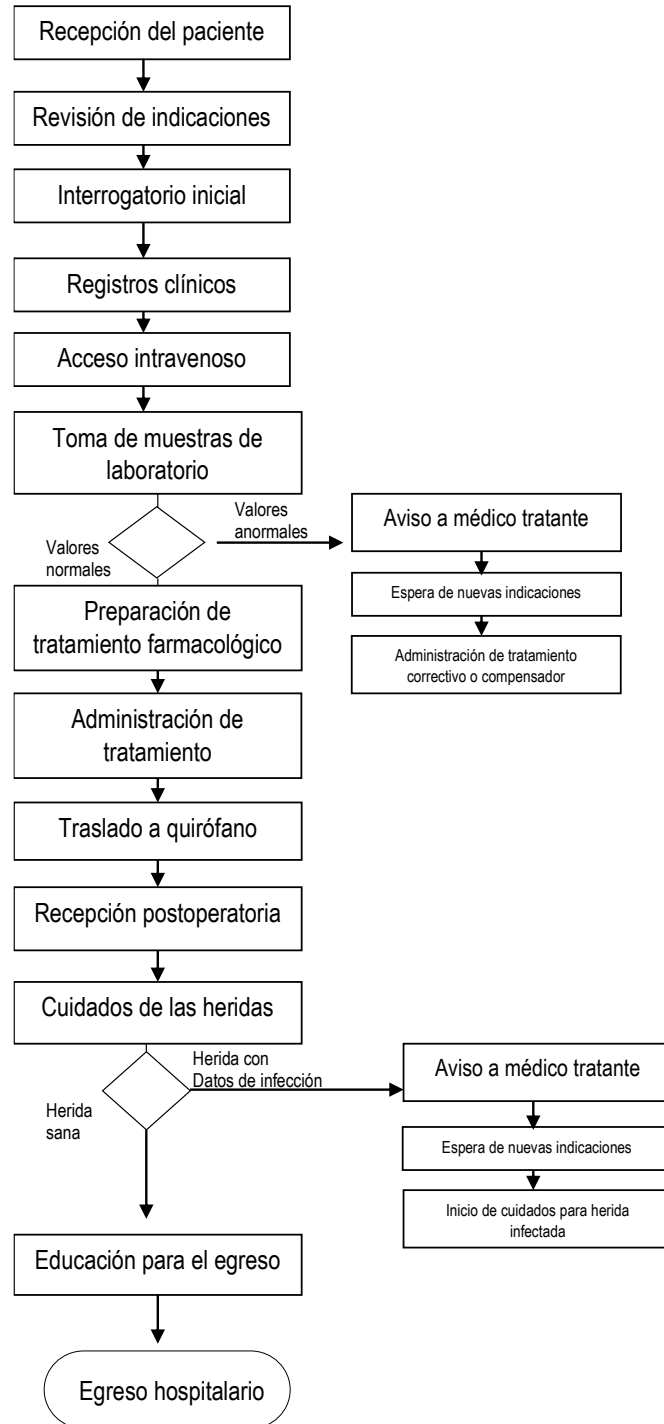 Recepción del paciente
Revisión de indicaciones
Interrogatorio inicial
Registros clínicos
Acceso intravenoso
Toma de muestras de
laboratorio
Valores
anormales
Aviso a médico tratante
Valores
normales
Espera de nuevas indicaciones
Preparación de
tratamiento farmacológico
Administración de tratamiento
correctivo o compensador
Administración de
tratamiento
Traslado a quirófano
Recepción postoperatoria
Cuidados de las heridas
Herida con
Datos de infección
Aviso a médico tratante
Herida
sana
Espera de nuevas indicaciones
Inicio de cuidados para herida
infectada
Educación para el egreso
Egreso hospitalario